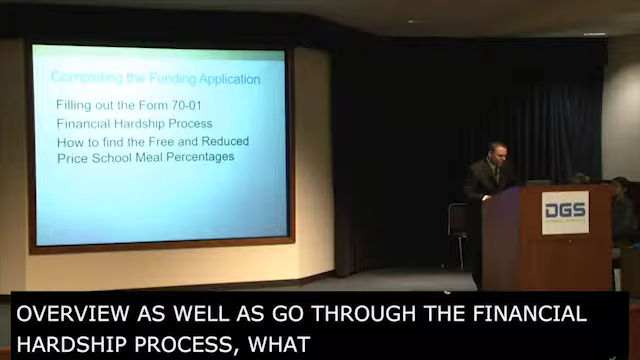 Completing the Funding Application
Filling out the Form 70-01
Financial Hardship Process
How to find the Free and Reduced
Price School Meal Percentages
DGS
OVERVIEW AS WELL AS GO THROUGH THE FINANCIAL
HARDSHIP PROCESS, WHAT